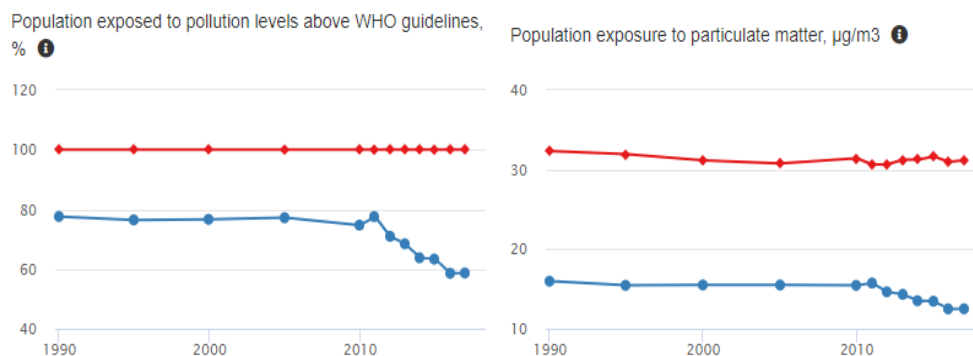 Population exposed to pollution levels above WHO guidelines,
% i
120
100
80
60
40
1990 2000 2010
Population exposure to particulate matter, µg/m3 i
40
30
20
10
1990 2000 2010